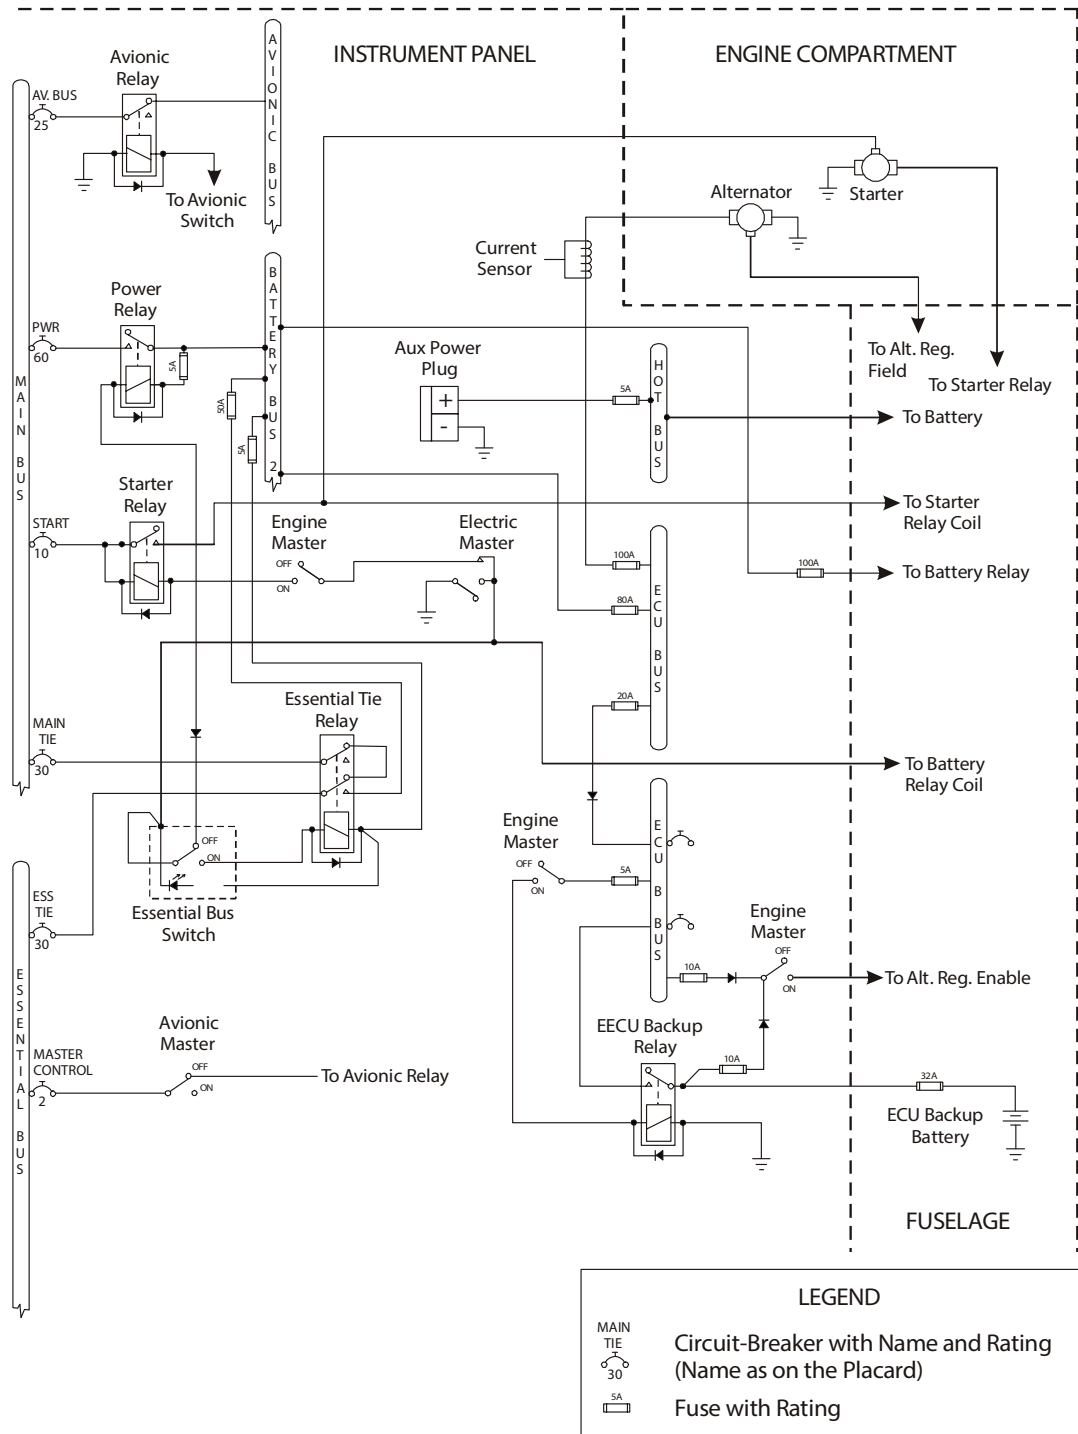 INSTRUMENT PANEL
ENGINE COMPARTMENT
AVIONIC BUS
Avionic
Relay
AV. BUS
25
To Avionic
Switch
Alternator
Starter
Current
Sensor
Power
Relay
BATTERY BUS 2
PWR
60
5A
50A
5A
MAIN BUS
Aux Power
Plug
+
-
5A
HOT BUS
To Alt. Reg.
Field
To Starter Relay
To Battery
Starter
Relay
START
10
Engine
Master
OFF
ON
Electric
Master
To Starter
Relay Coil
100A
100A
To Battery Relay
80A
ECU BUS
20A
Essential Tie
Relay
MAIN
TIE
30
To Battery
Relay Coil
OFF
ON
Essential Bus
Switch
Engine
Master
OFF
ON
5A
ECU B BUS
ESS
TIE
30
Engine
Master
OFF
ON
10A
To Alt. Reg. Enable
ESSENTIAL BUS
Avionic
Master
MASTER
CONTROL
2
OFF
ON
To Avionic Relay
EECU Backup
Relay
10A
32A
ECU Backup
Battery
FUSELAGE
LEGEND
MAIN
TIE
30
Circuit-Breaker with Name and Rating
(Name as on the Placard)
5A
Fuse with Rating